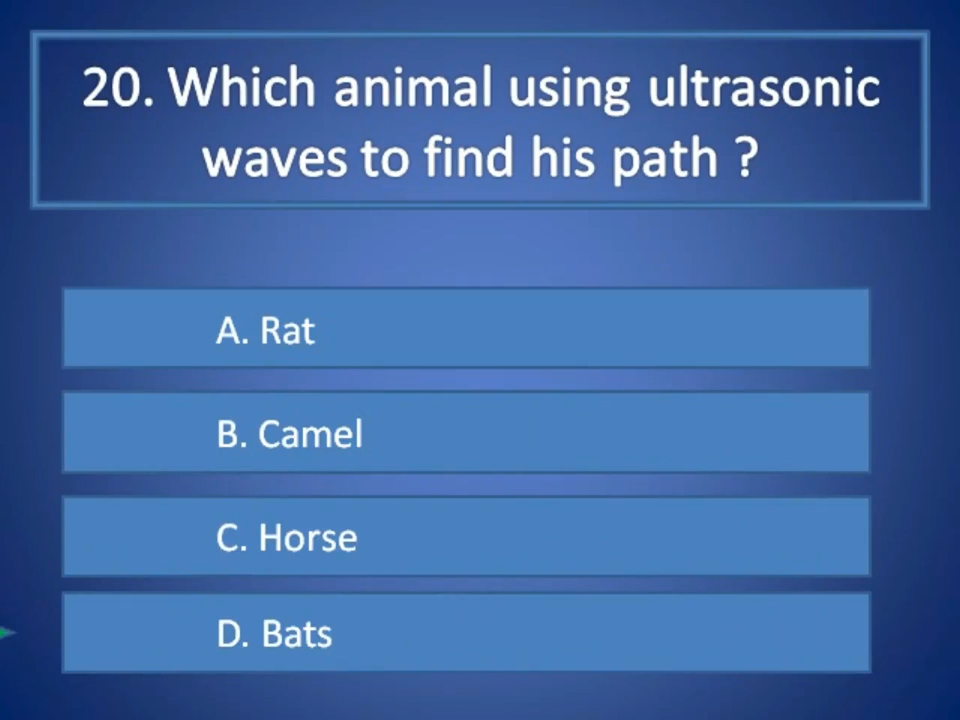 20. Which animal using ultrasonic
waves to find his path ?
A. Rat
B. Camel
C. Horse
D. Bats